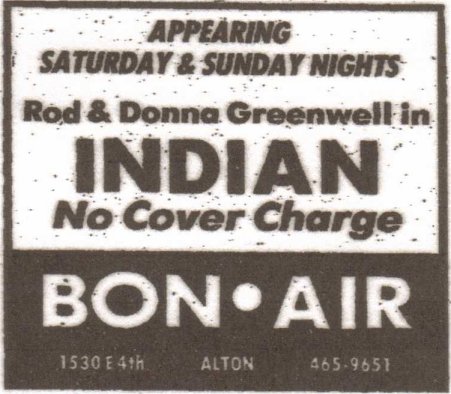 APPEARING
SATURDAY & SUNDAY NIGHTS
Rod & Donna Greenwell in
INDIAN
No Cover Charge
BON•AIR
1530 E 4th ALTON 465-9651